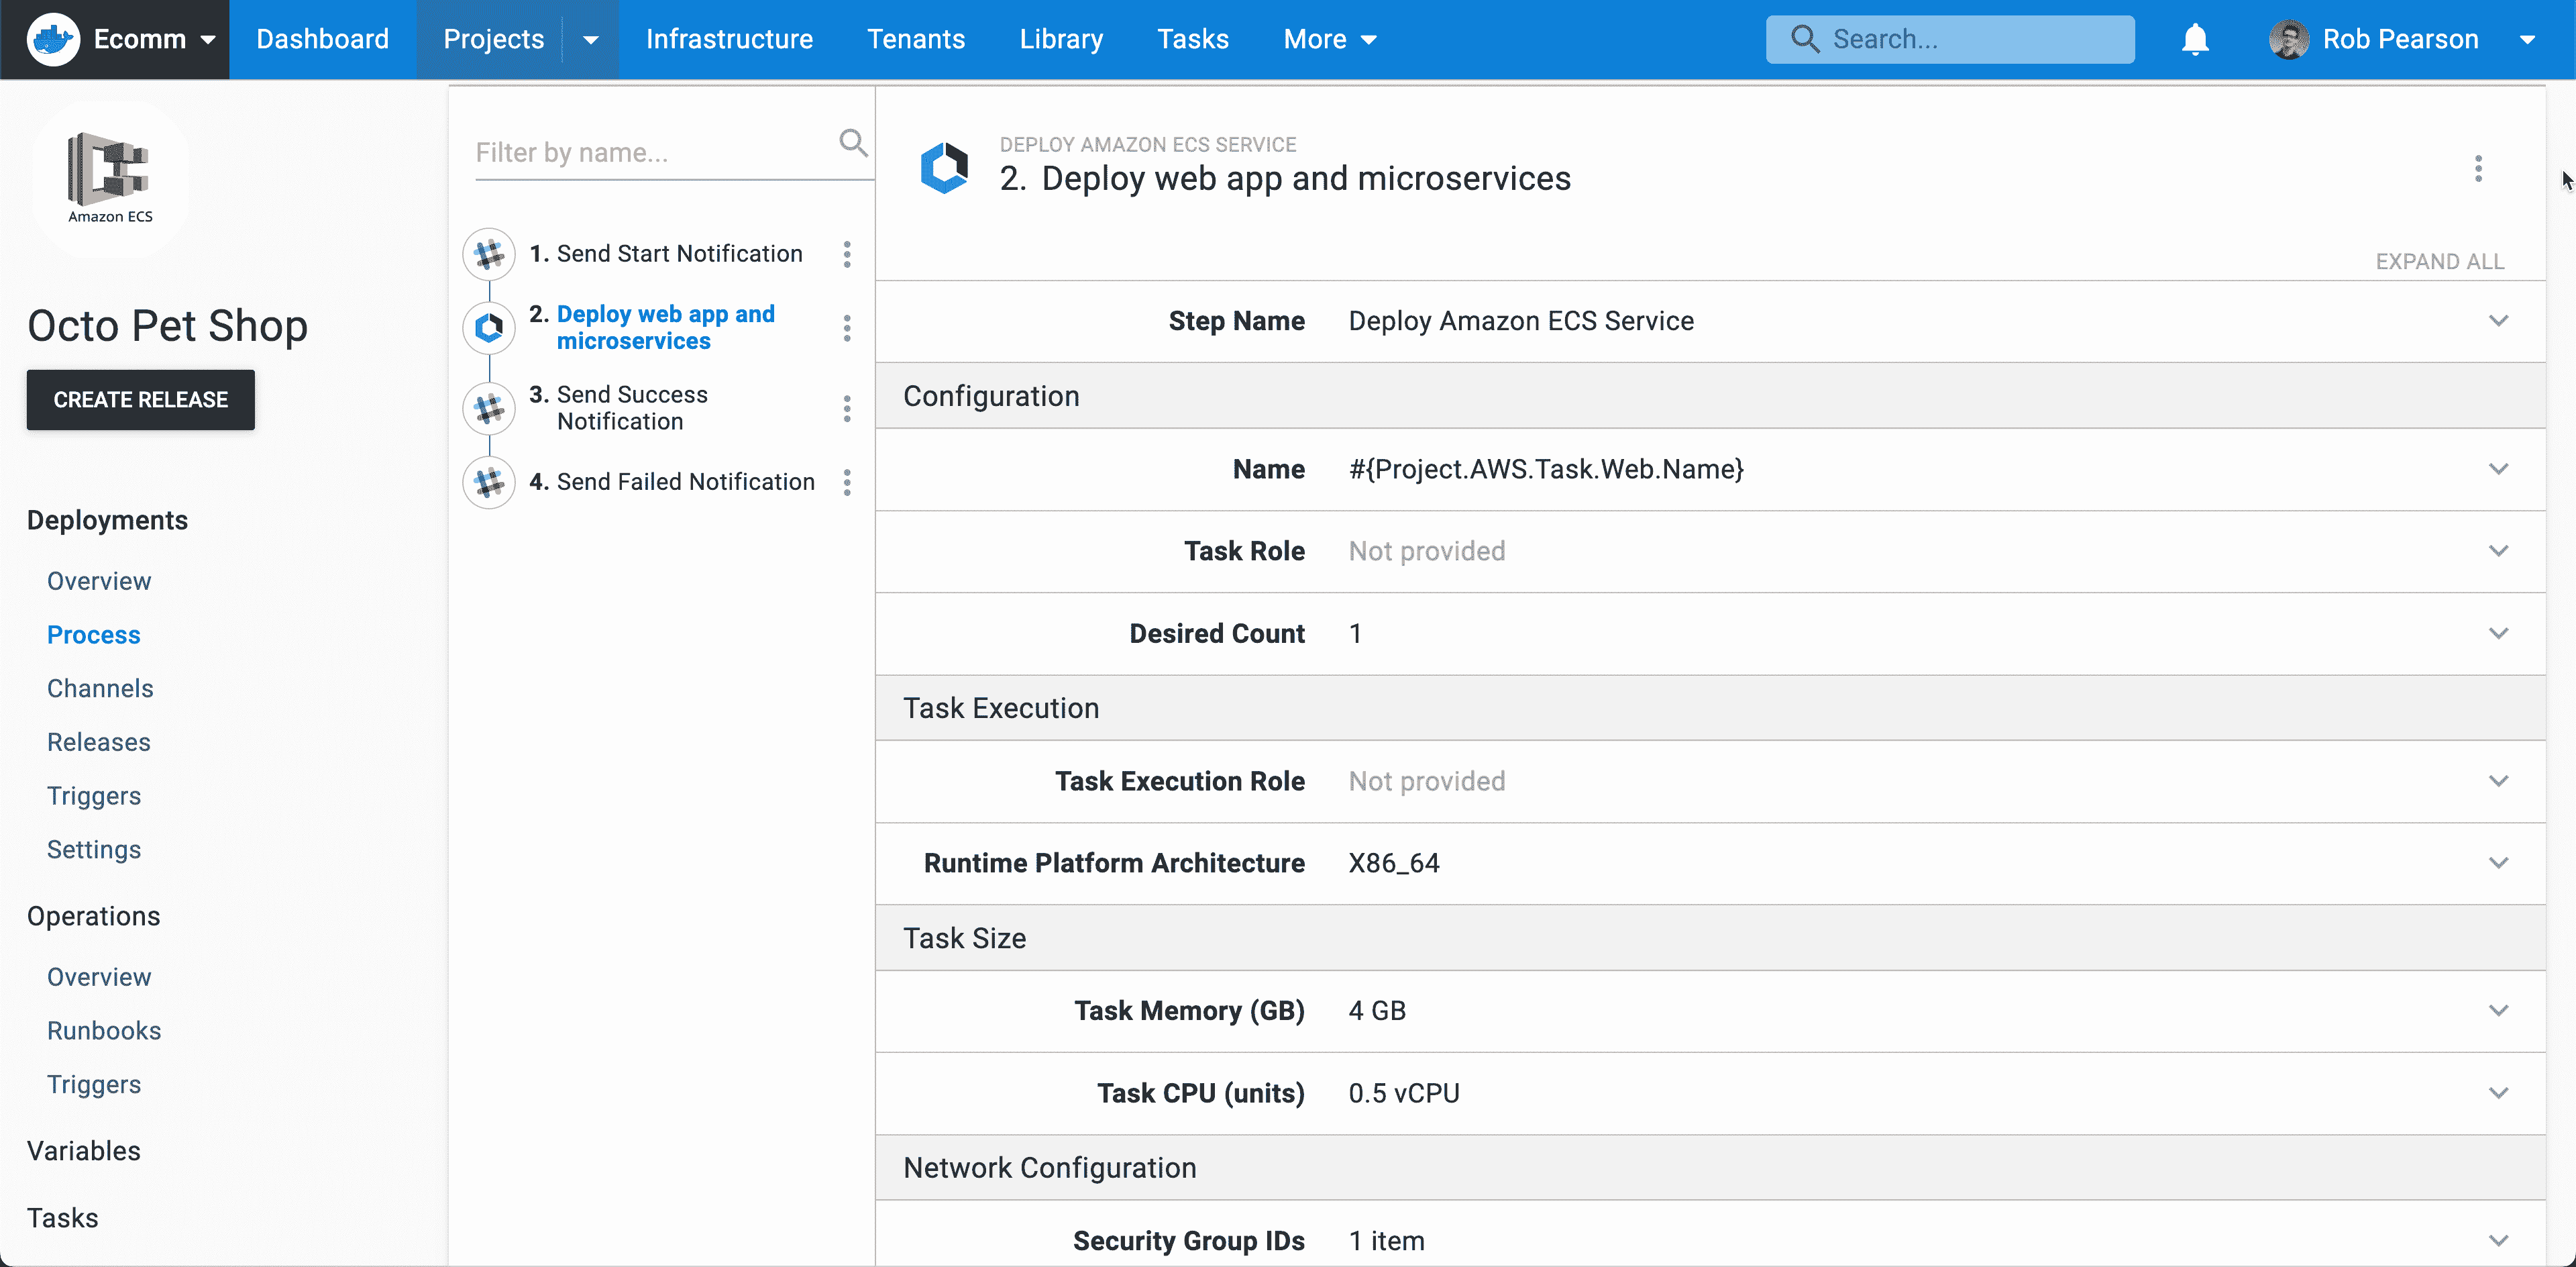 Ecomm
Dashboard
Projects
Infrastructure
Tenants
Library
Tasks
More
Search...
Rob Pearson
Amazon ECS
Octo Pet Shop
CREATE RELEASE
Deployments
Overview
Process
Channels
Releases
Triggers
Settings
Operations
Overview
Runbooks
Triggers
Variables
Tasks
Filter by name...
1. Send Start Notification
2. Deploy web app and
microservices
3. Send Success
Notification
4. Send Failed Notification
DEPLOY AMAZON ECS SERVICE
2. Deploy web app and microservices
EXPAND ALL
Step Name Deploy Amazon ECS Service
Configuration
Name #{Project.AWS.Task.Web.Name}
Task Role Not provided
Desired Count 1
Task Execution
Task Execution Role Not provided
Runtime Platform Architecture X86_64
Task Size
Task Memory (GB) 4 GB
Task CPU (units) 0.5 vCPU
Network Configuration
Security Group IDs 1 item